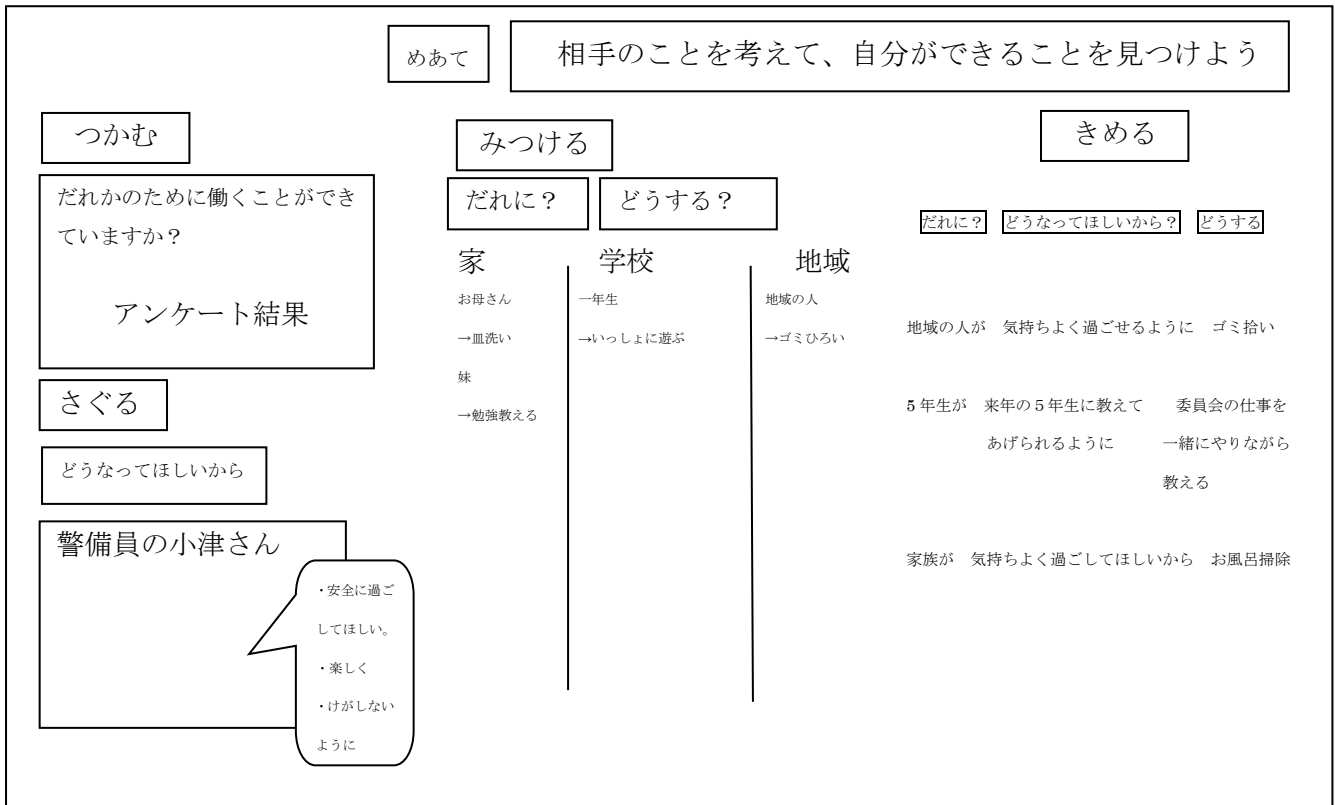 めあて
相手のことを考えて、自分ができることを見つけよう
つかむ
だれかのために働くことができ
ていますか？
アンケート結果
さぐる
どうなってほしいから
警備員の小津さん
・安全に過ご
してほしい。
・楽しく
・けがしない
ように
みつける
だれに？
どうする？
家
お母さん
→皿洗い
妹
→勉強教える
学校
一年生
→いっしょに遊ぶ
地域
地域の人
→ゴミひろい
きめる
だれに？ どうなってほしいから？ どうする
地域の人が 気持ちよく過ごせるように ゴミ拾い
5年生が 来年の５年生に教えて 委員会の仕事を
あげられるように 一緒にやりながら
教える
家族が 気持ちよく過ごしてほしいから お風呂掃除